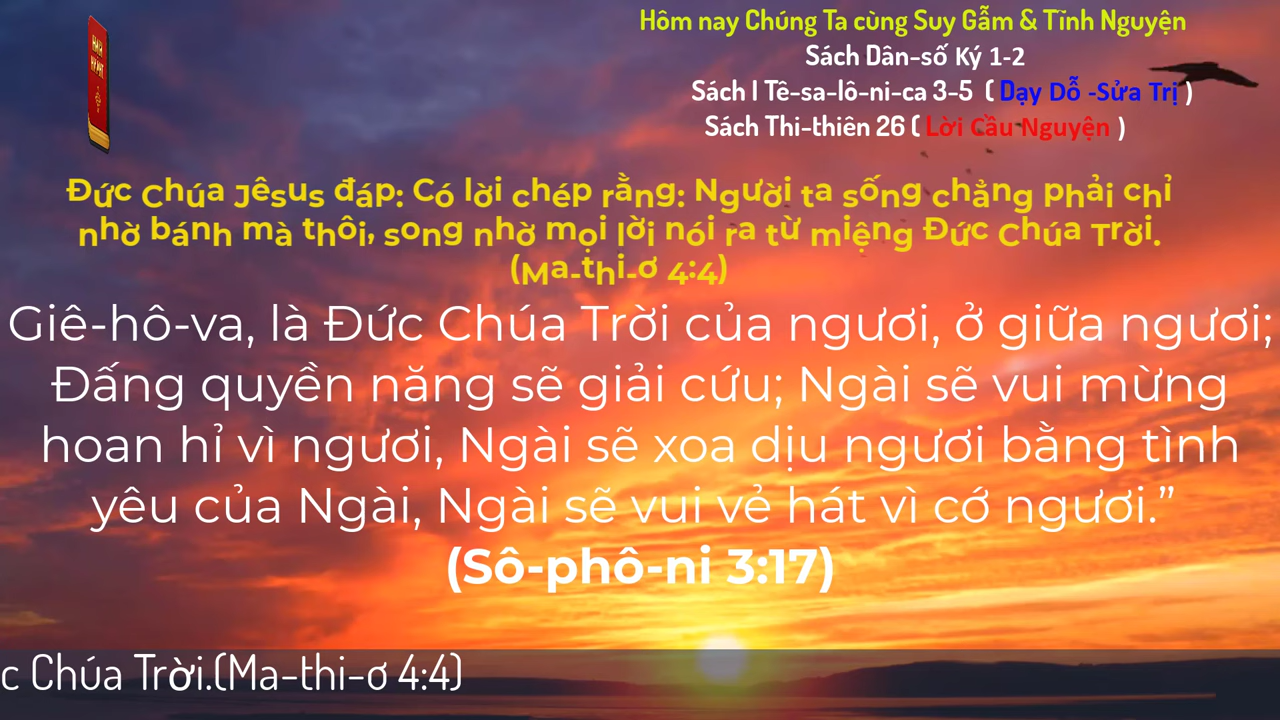 Hôm nay Chúng Ta cùng Suy Gẫm & Tĩnh Nguyện
Sách Dân-số Ký 1-2
Sách I Tê-sa-lô-ni-ca 3-5 ( Dạy Dỗ -Sửa Trị )
Sách Thi-thiên 26 ( Lời Cầu Nguyện )
Đức Chúa Jêsus đáp: Có lời chép rằng: Người ta sống chẳng phải chỉ
nhờ bánh mà thôi, song nhờ mọi lời nói ra từ miệng Đức Chúa Trời.
(Ma-thi-ơ 4:4)
Giê-hô-va, là Đức Chúa Trời của ngươi, ở giữa ngươi;
Đấng quyền năng sẽ giải cứu; Ngài sẽ vui mừng
hoan hỉ vì ngươi, Ngài sẽ xoa dịu ngươi bằng tình
yêu của Ngài, Ngài sẽ vui vẻ hát vì cớ ngươi.”
(Sô-phô-ni 3:17)
c Chúa Trời.(Ma-thi-ơ 4:4)